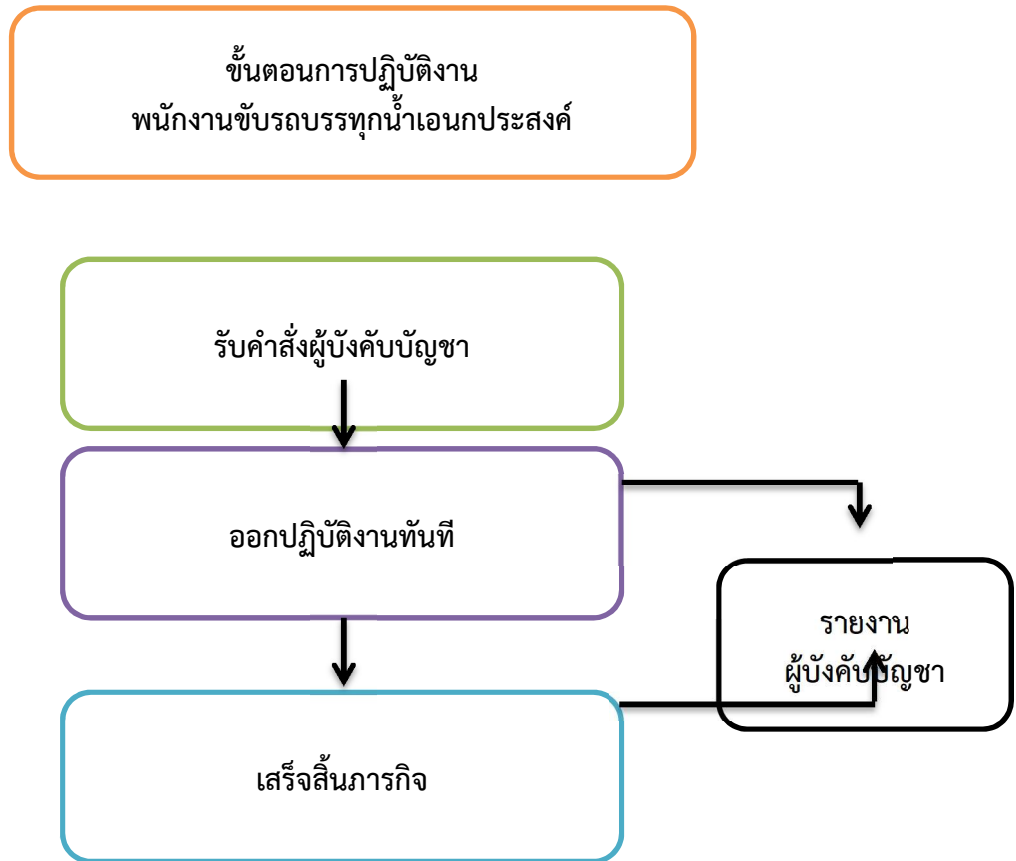 ขั้นตอนการปฏิบัติงาน
พนักงานขับรถบรรทุกน้ำเอนกประสงค์
รับคำสั่งผู้บังคับบัญชา
ออกปฏิบัติงานทันที
รายงาน
ผู้บังคับบัญชา
เสร็จสิ้นภารกิจ